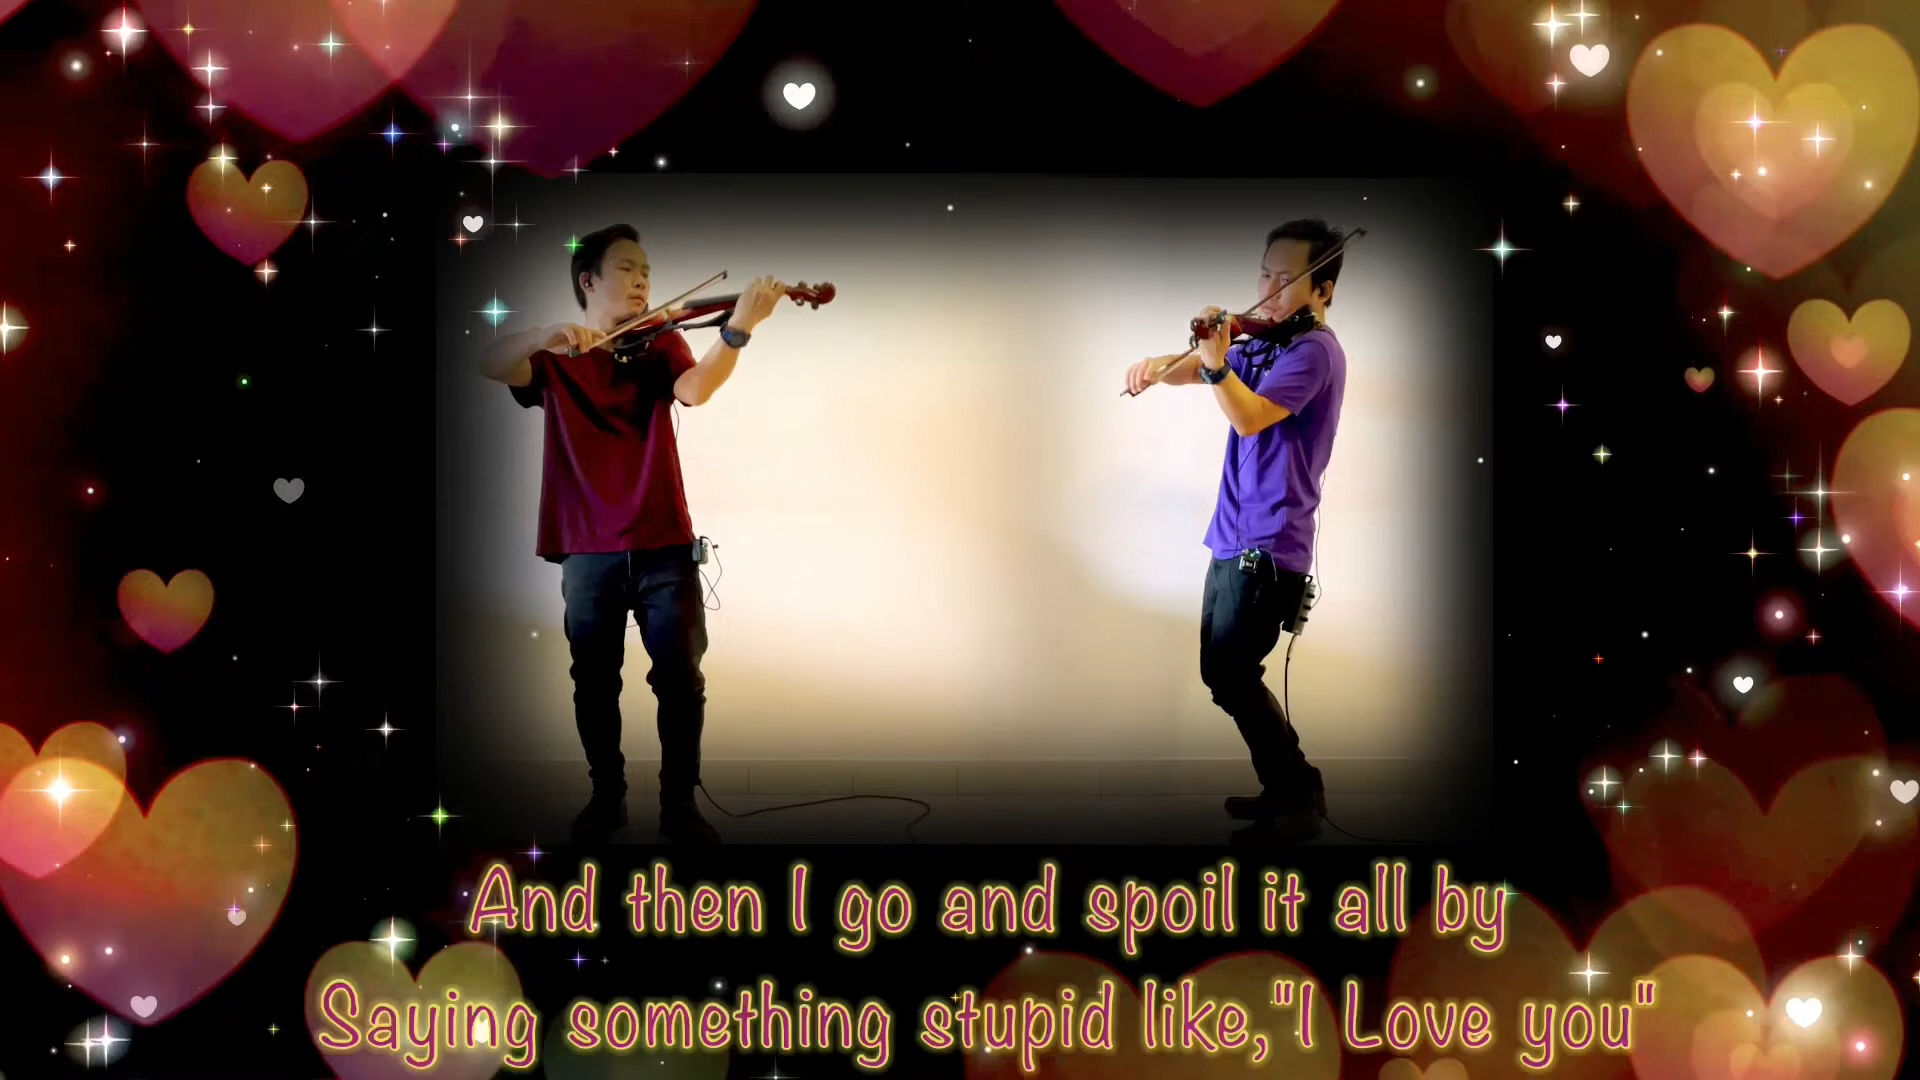 And then I go and spoil it all by
Saying something stupid like,"I Love you"